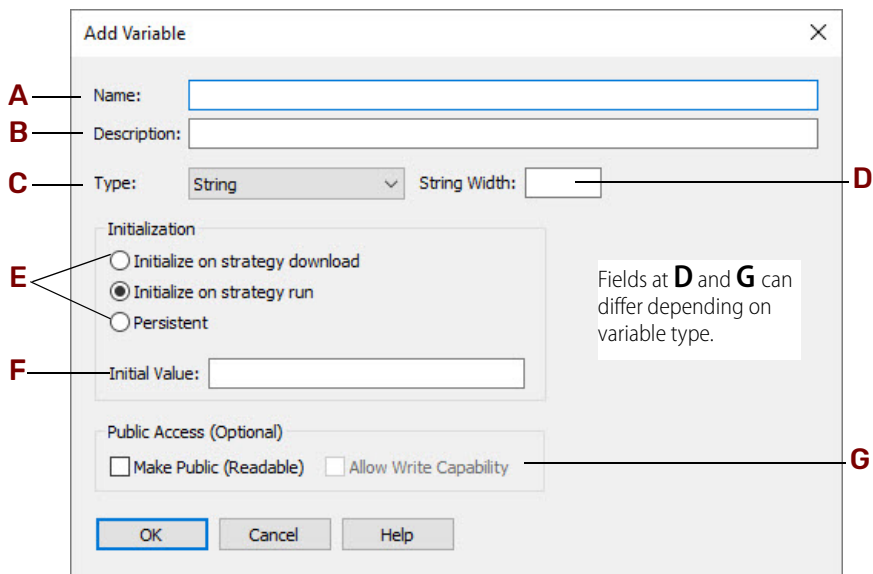 Add Variable
A Name:
B Description:
C Type: String String Width: D
Initialization
E Initialize on strategy download
Initialize on strategy run
Persistent
Fields at D and G can
differ depending on
variable type.
F Initial Value:
Public Access (Optional)
Make Public (Readable) Allow Write Capability G
OK Cancel Help